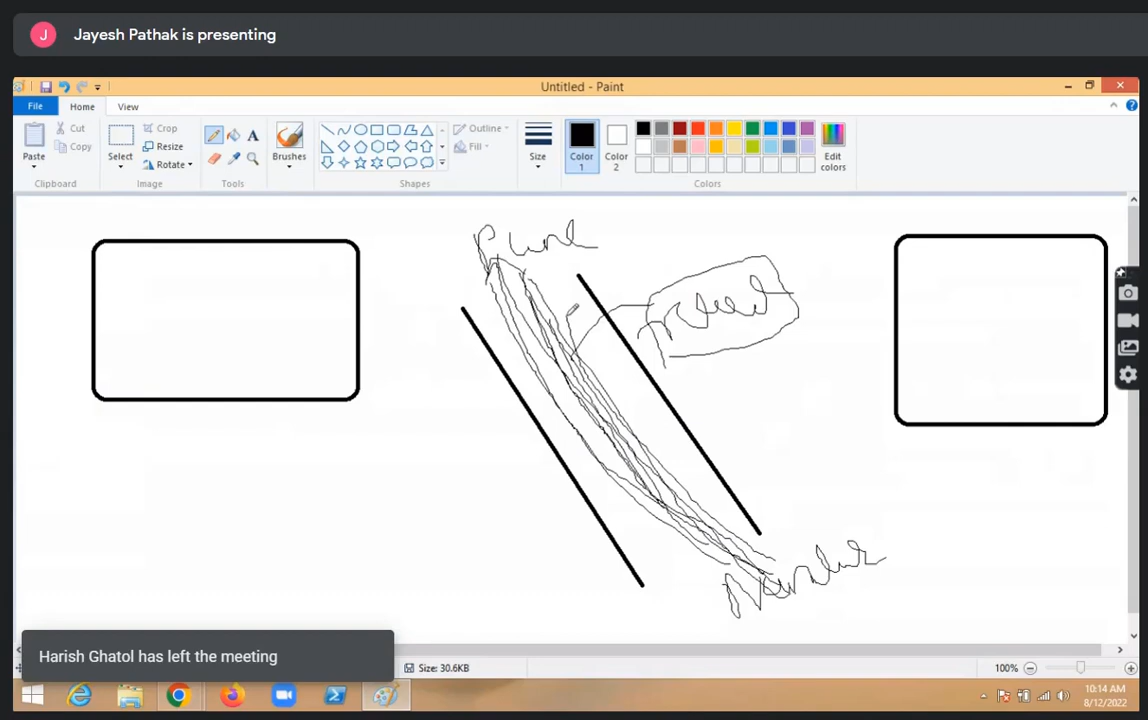 J
Jayesh Pathak is presenting
Untitled - Paint
File
Home
View
Paste
Cut
Copy
Clipboard
Select
Crop
Resize
Rotate
Image
A
Tools
Brushes
Outline
Fill
Shapes
Size
Color
1
Color
2
Edit
colors
Colors
Harish Ghatol has left the meeting
Size: 30.6KB
100%
10:14 AM
8/12/2022